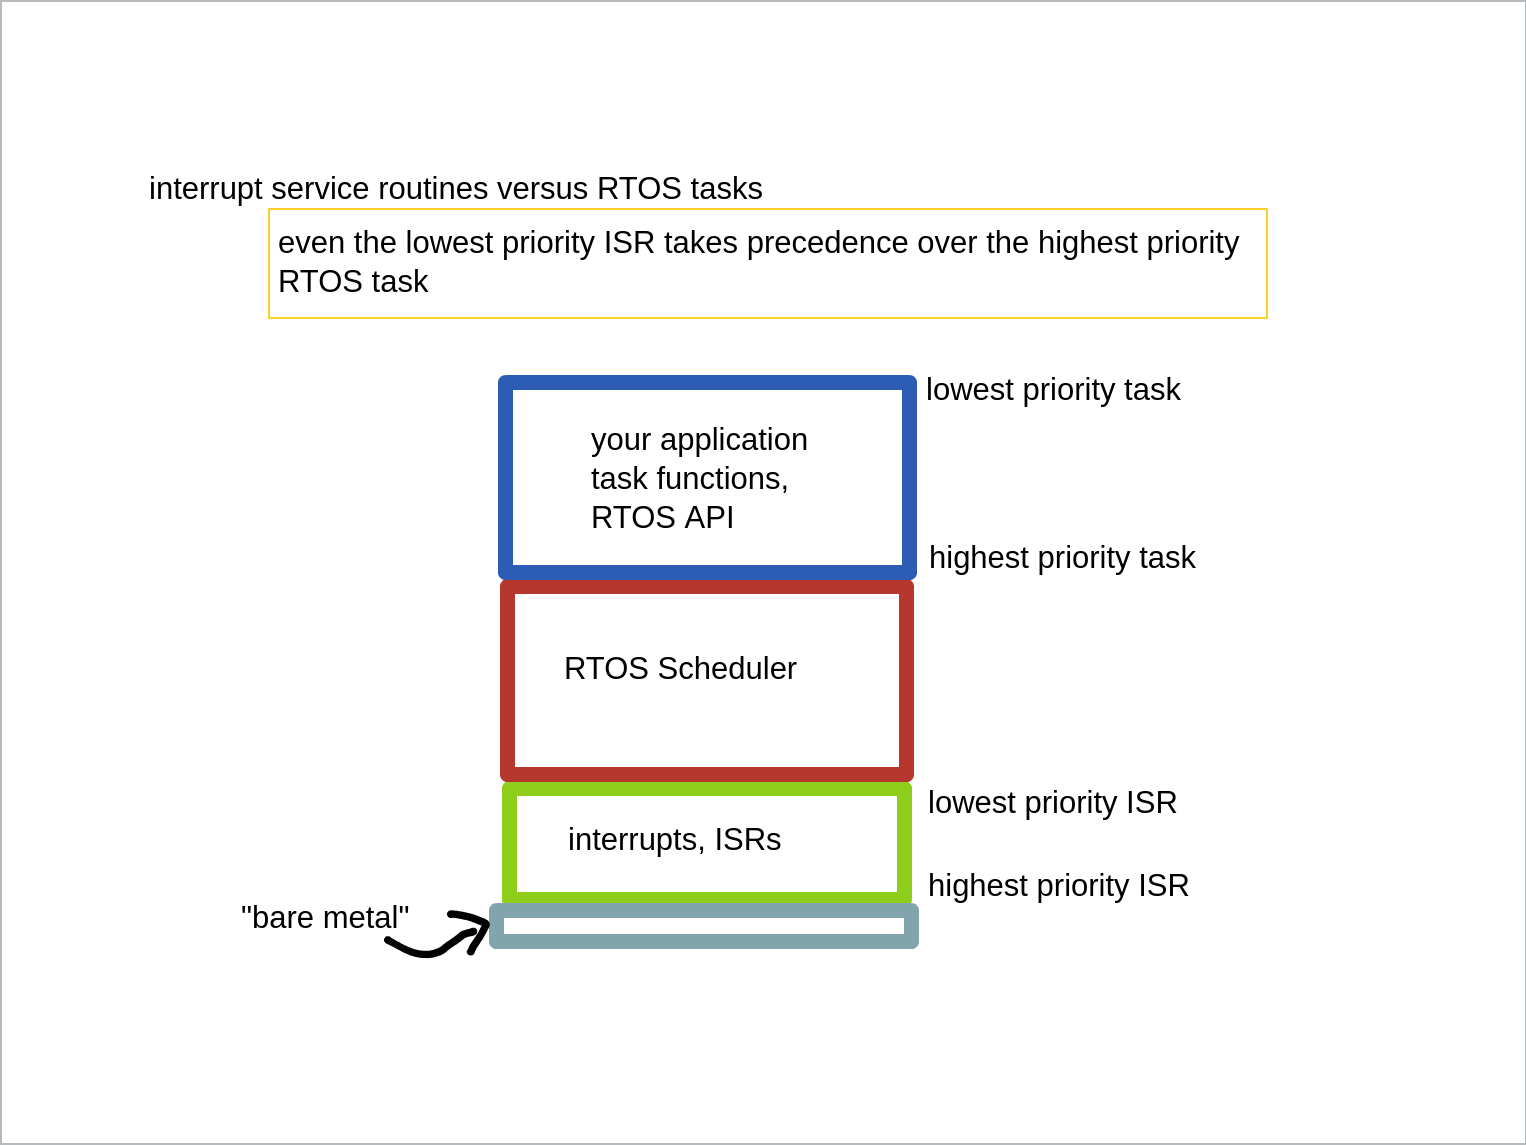 interrupt service routines versus RTOS tasks
even the lowest priority ISR takes precedence over the highest priority
RTOS task
lowest priority task
your application
task functions,
RTOS API
highest priority task
RTOS Scheduler
lowest priority ISR
interrupts, ISRs
highest priority ISR
"bare metal"